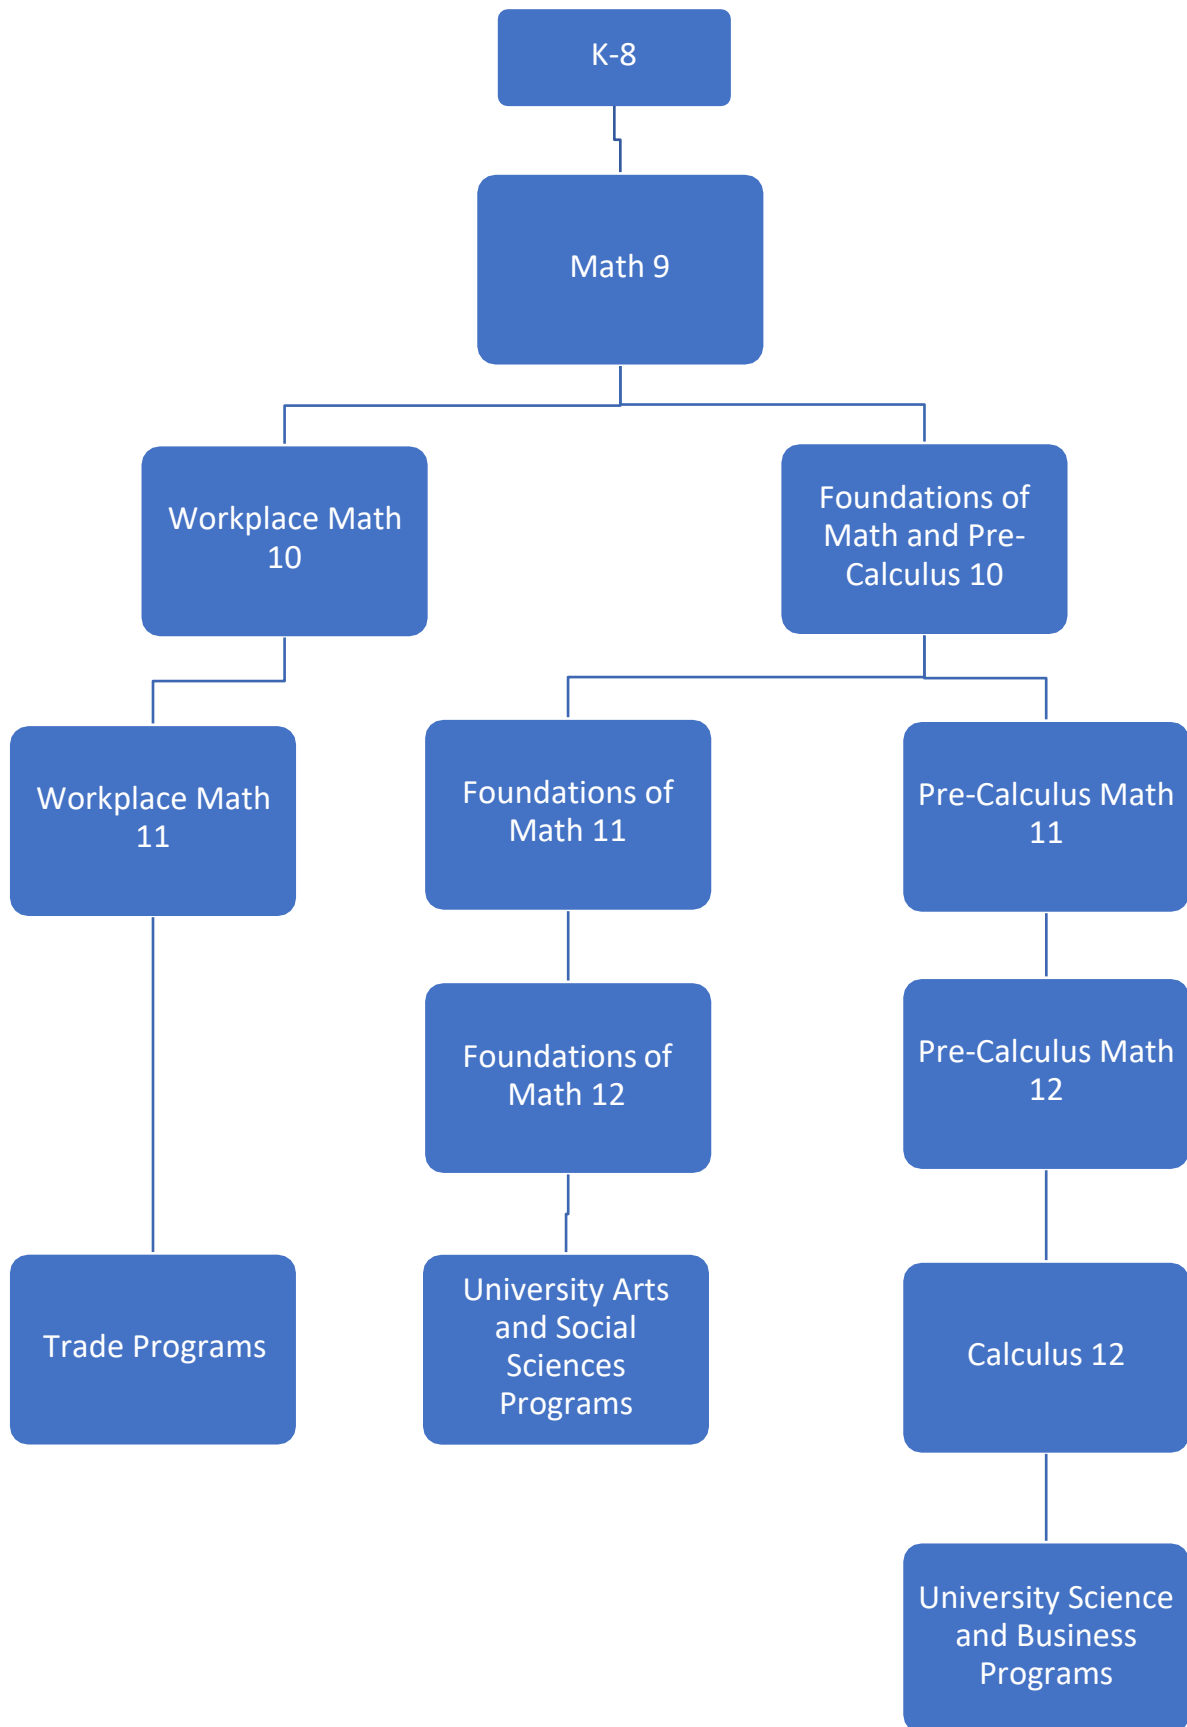 K-8
Math 9
Workplace Math
10
Foundations of
Math and Pre-
Calculus 10
Workplace Math
11
Foundations of
Math 11
Pre-Calculus Math
11
Foundations of
Math 12
Pre-Calculus Math
12
Trade Programs
University Arts
and Social
Sciences
Programs
Calculus 12
University Science
and Business
Programs